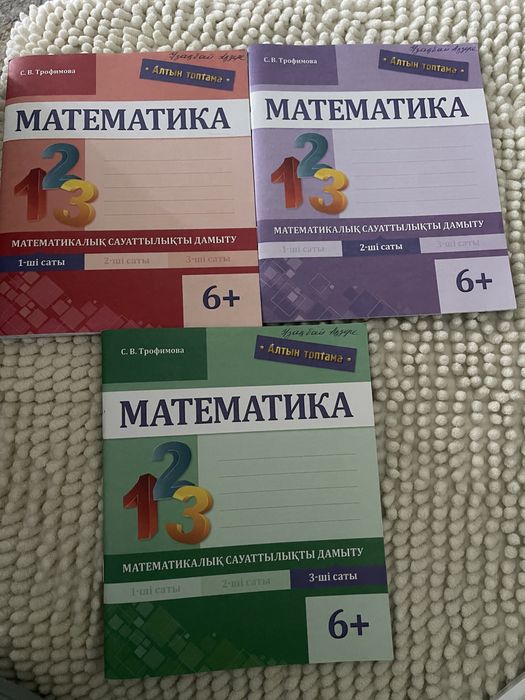 С. В. Трофимова
• Алтын топтама •
МАТЕМАТИКА
123
МАТЕМАТИКАЛЫҚ САУАТТЫЛЫҚТЫ ДАМЫТУ
1-ші саты 2-ші саты 3-ші саты
6+
С. В. Трофимова
• Алтын топтама •
МАТЕМАТИКА
123
МАТЕМАТИКАЛЫҚ САУАТТЫЛЫҚТЫ ДАМЫТУ
1-ші саты 2-ші саты 3-ші саты
6+
С. В. Трофимова
• Алтын топтама •
МАТЕМАТИКА
123
МАТЕМАТИКАЛЫҚ САУАТТЫЛЫҚТЫ ДАМЫТУ
1-ші саты 2-ші саты 3-ші саты
6+